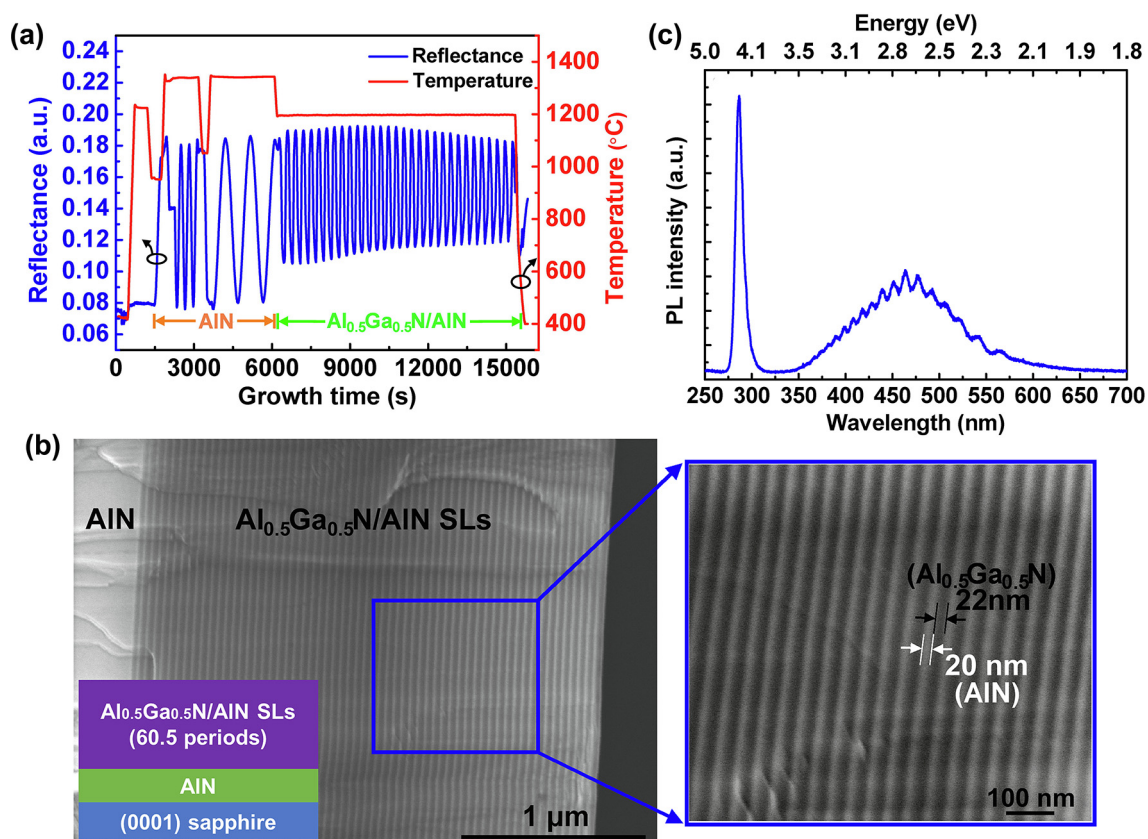 (a)
Reflectance
Temperature
Reflectance (a.u.)
0.24
0.22
0.20
0.18
0.16
0.14
0.12
0.10
0.08
0.06
1400
1200
1000
800
600
400
Temperature (°C)
AlN
Al0.5Ga0.5N/AlN
0 3000 6000 9000 12000 15000
Growth time (s)
(c)
Energy (eV)
5.0 4.1 3.5 3.1 2.8 2.5 2.3 2.1 1.9 1.8
PL intensity (a.u.)
250 300 350 400 450 500 550 600 650 700
Wavelength (nm)
(b)
AlN
Al0.5Ga0.5N/AlN SLs
Al0.5Ga0.5N/AlN SLs
(60.5 periods)
AlN
(0001) sapphire
1 μm
(Al0.5Ga0.5N)
22nm
20 nm
(AlN)
100 nm